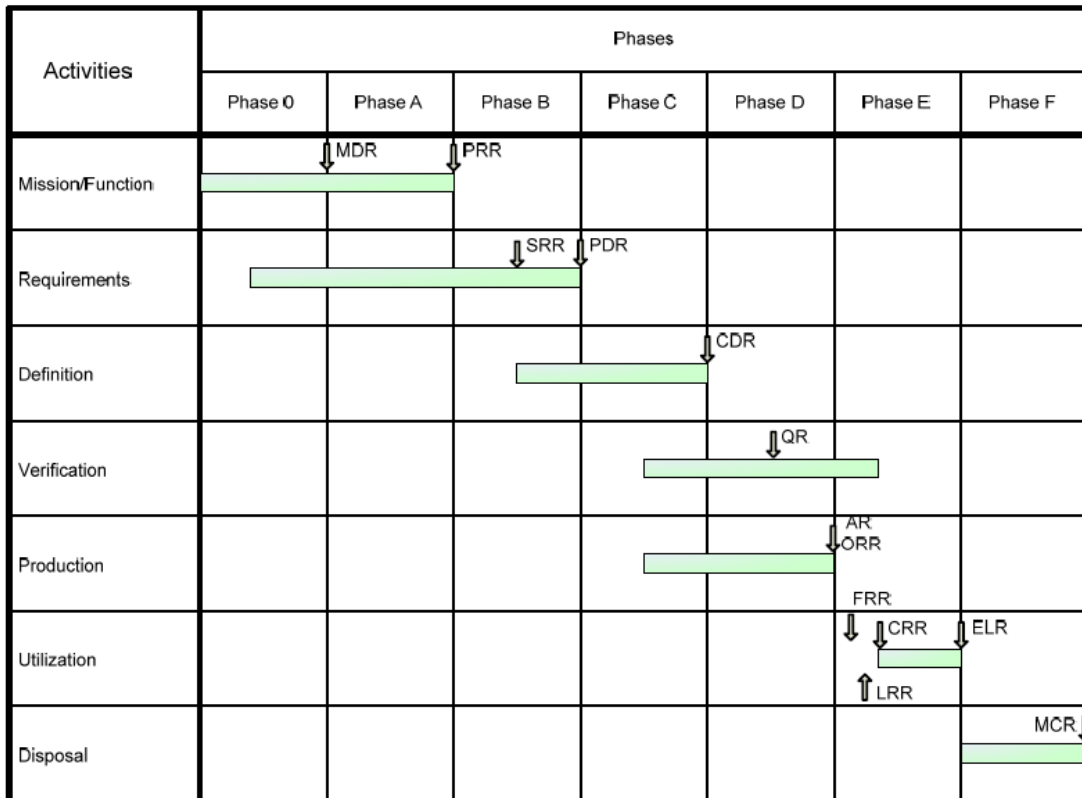 Activities
Phases
Phase 0
Phase A
Phase B
Phase C
Phase D
Phase E
Phase F
Mission/Function
MDR
PRR
Requirements
SRR
PDR
Definition
CDR
Verification
QR
Production
AR
ORR
Utilization
FRR
CRR
ELR
LRR
Disposal
MCR